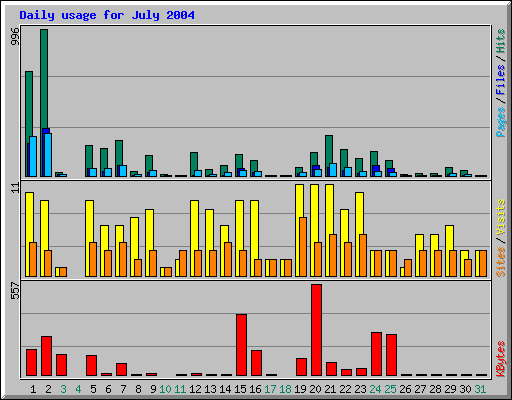 Daily usage for July 2004
996
Pages / Files / Hits
11
Sites / Visits
557
KBytes
1 2 3 4 5 6 7 8 9 10 11 12 13 14 15 16 17 18 19 20 21 22 23 24 25 26 27 28 29 30 31